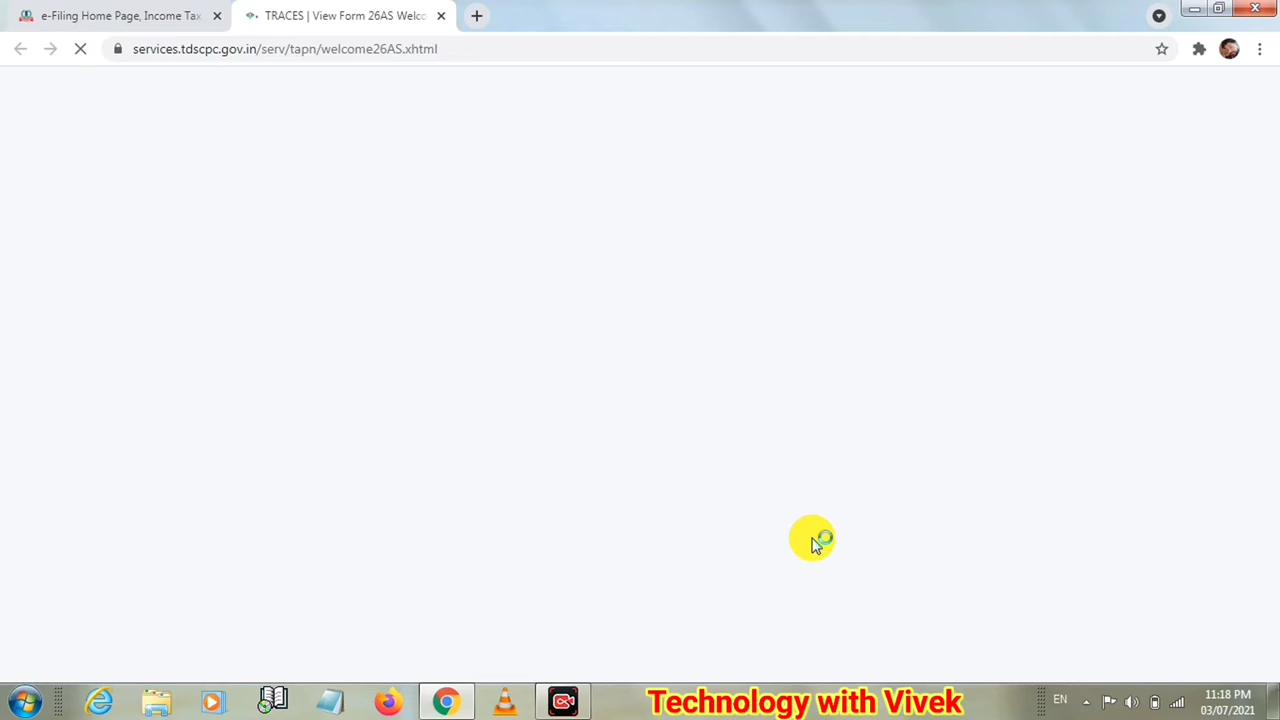 e-Filing Home Page, Income Tax
TRACES | View Form 26AS Welco
services.tdscpc.gov.in/serv/tapn/welcome26AS.xhtml
Technology with Vivek
EN
11:18 PM
03/07/2021